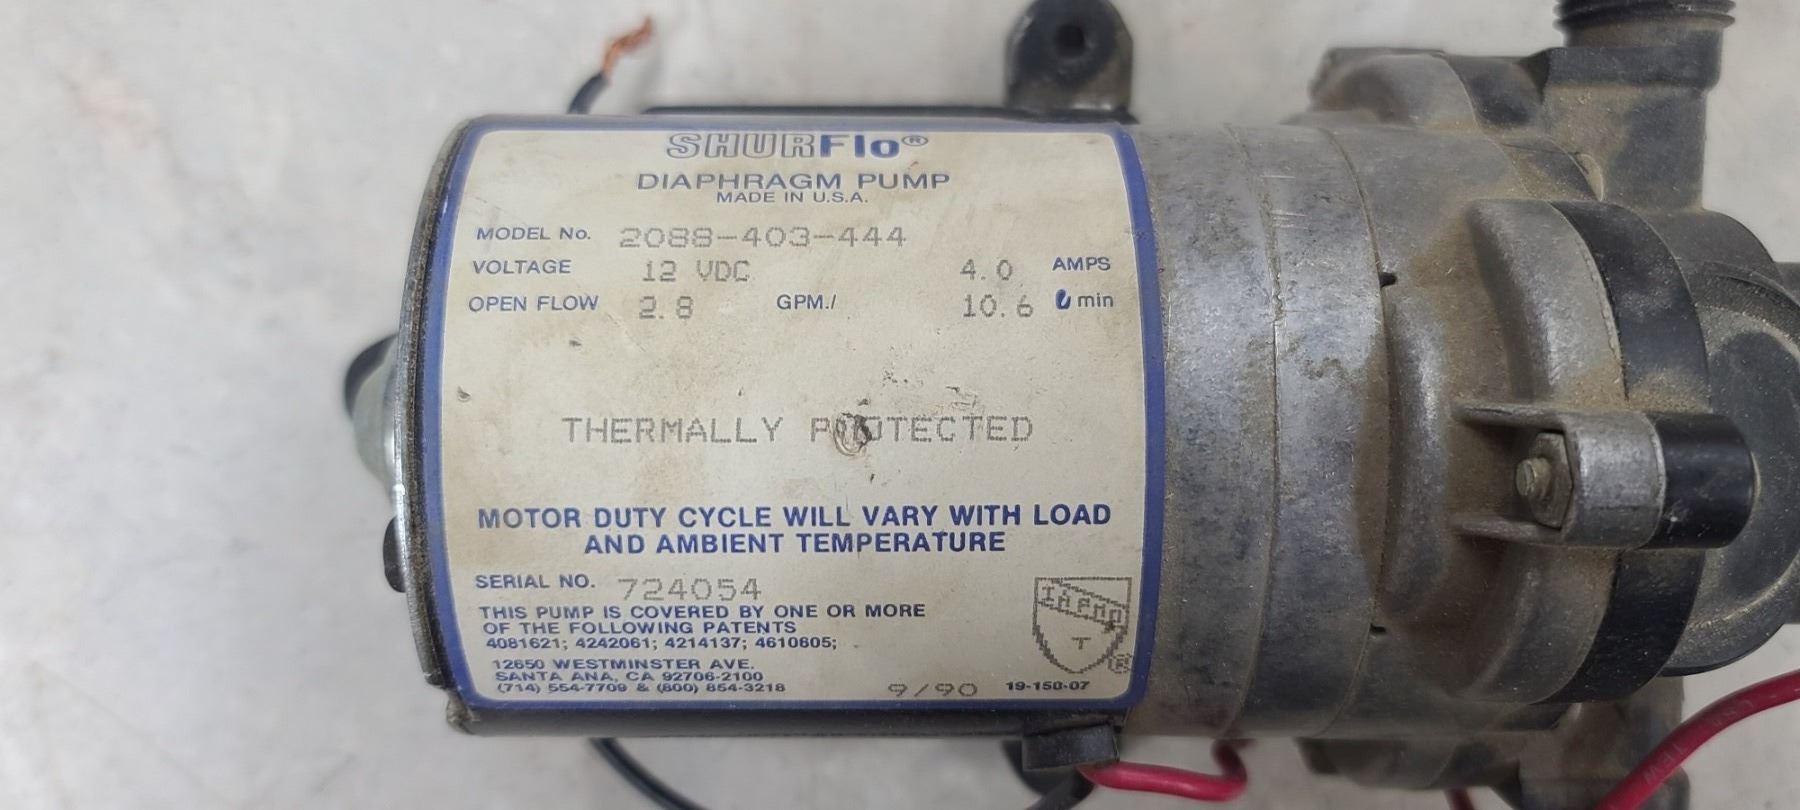 SHURFlo®
DIAPHRAGM PUMP
MADE IN U.S.A.
MODEL No. 2088-403-444
VOLTAGE 12 VDC 4.0 AMPS
OPEN FLOW 2.8 GPM./ 10.6 ℓ min
THERMALLY PROTECTED
MOTOR DUTY CYCLE WILL VARY WITH LOAD
AND AMBIENT TEMPERATURE
SERIAL NO. 724054
THIS PUMP IS COVERED BY ONE OR MORE
OF THE FOLLOWING PATENTS
4081621; 4242061; 4214137; 4610605;
12650 WESTMINSTER AVE.
SANTA ANA, CA 92706-2100
(714) 554-7709 & (800) 854-3218
9/90 19-150-07
IAPMO
T
®